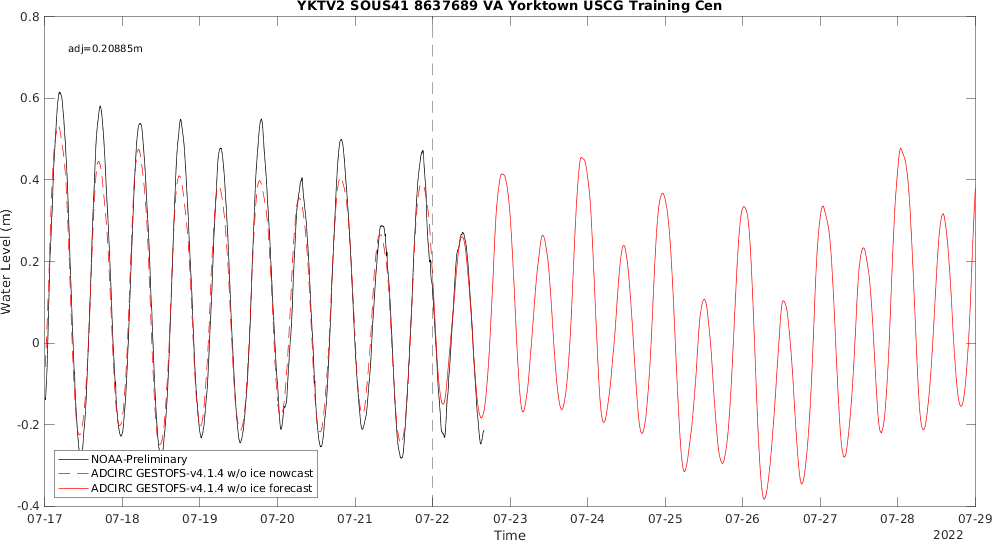 YKTV2 SOUS41 8637689 VA Yorktown USCG Training Cen
adj=0.20885m
Water Level (m)
0.8
0.6
0.4
0.2
0
-0.2
-0.4
NOAA-Preliminary
ADCIRC GESTOFS-v4.1.4 w/o ice nowcast
ADCIRC GESTOFS-v4.1.4 w/o ice forecast
07-17 07-18 07-19 07-20 07-21 07-22 07-23 07-24 07-25 07-26 07-27 07-28 07-29
Time
2022